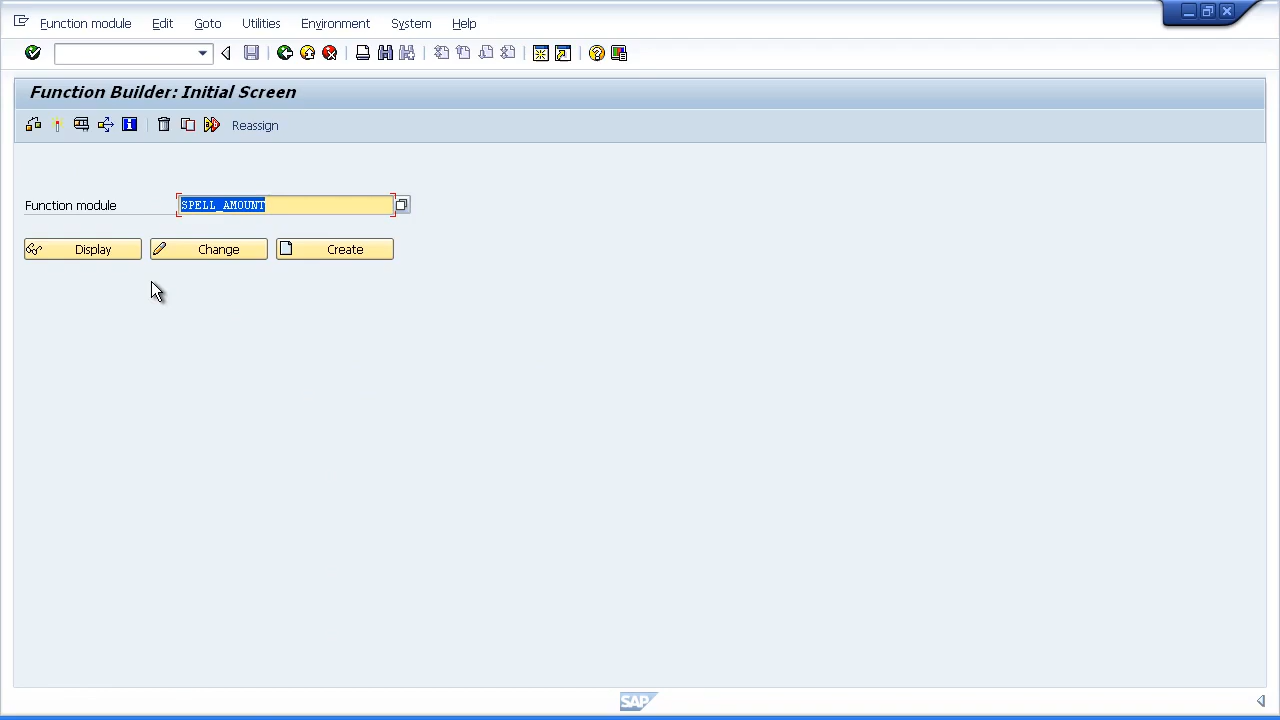 Function module Edit Goto Utilities Environment System Help
Function Builder: Initial Screen
Reassign
Function module SPELL_AMOUNT
Display Change Create
SAP